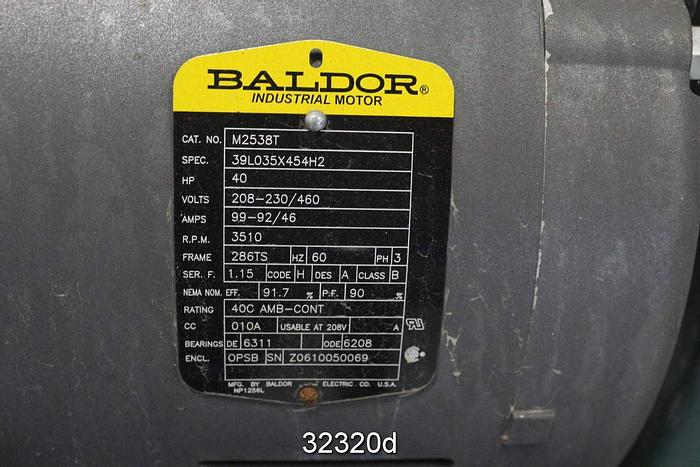 BALDOR®
INDUSTRIAL MOTOR
CAT. NO. M2538T
SPEC. 39L035X454H2
HP 40
VOLTS 208-230/460
AMPS 99-92/46
R.P.M. 3510
FRAME 286TS HZ 60 PH 3
SER. F. 1.15 CODE H DES A CLASS B
NEMA NOM. EFF. 91.7 % P.F. 90 %
RATING 40C AMB-CONT
CC 010A USABLE AT 208V A
BEARINGS DE 6311 ODE 6208
ENCL. OPSB SN Z0610050069
MFG. BY BALDOR ELECTRIC CO. U.S.A.
NP1256L
32320d